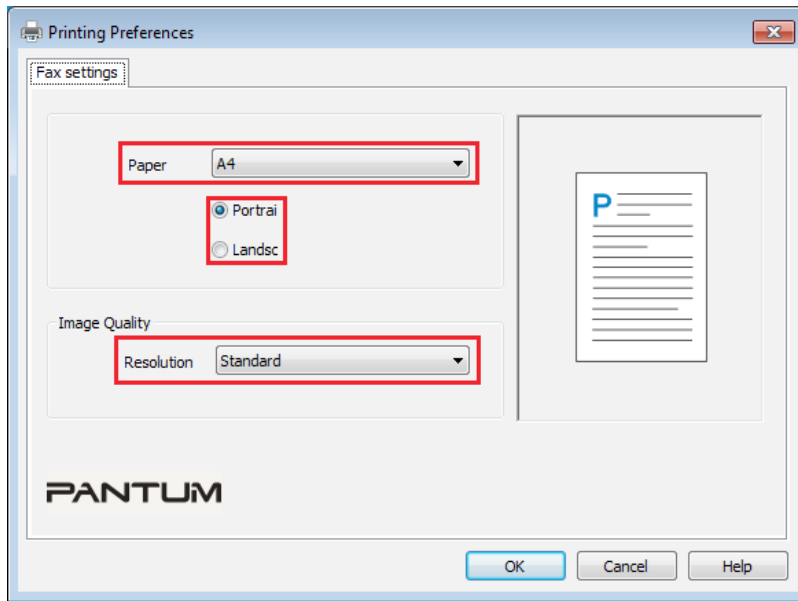 Printing Preferences
Fax settings
Paper A4
Portrai
Landsc
P
Image Quality
Resolution Standard
PANTUM
OK Cancel Help